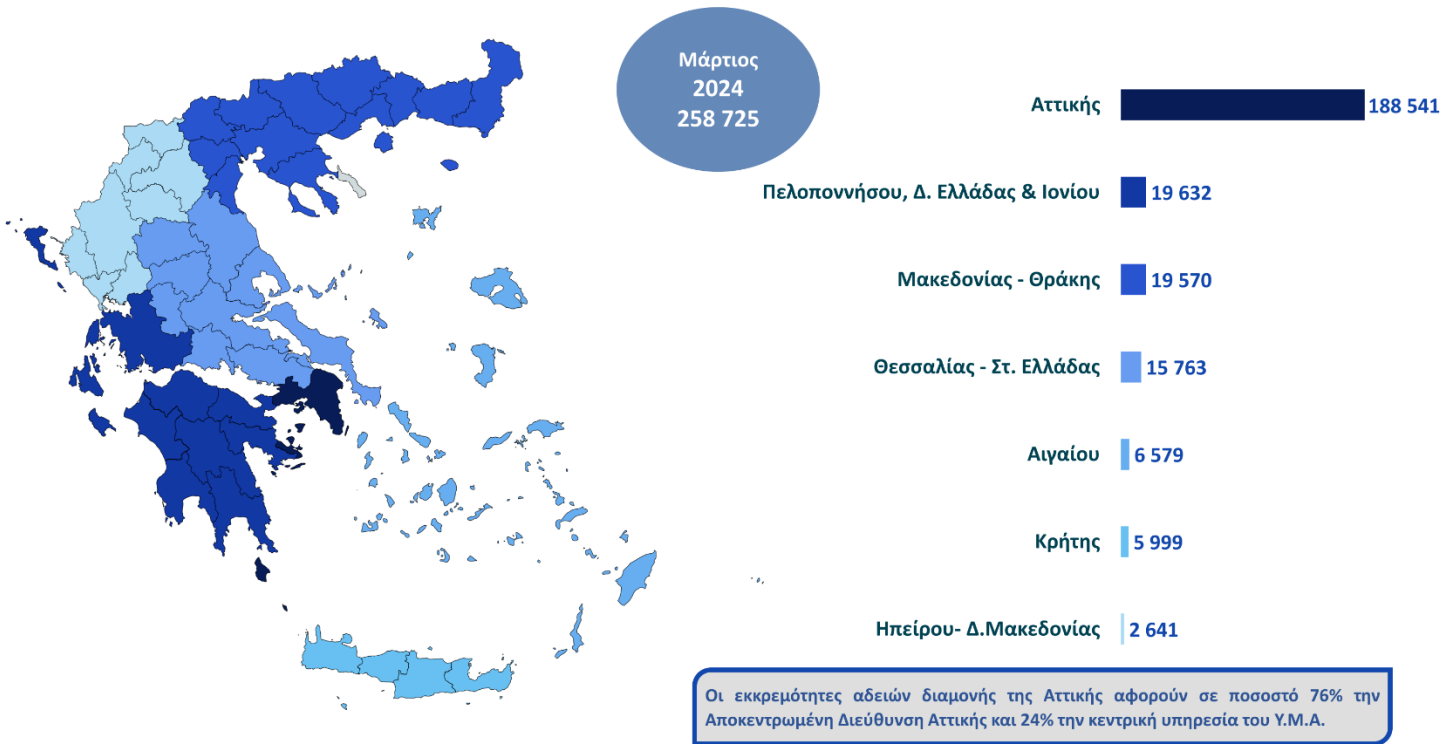 Μάρτιος
2024
258 725
Αττικής 188 541
Πελοποννήσου, Δ. Ελλάδας & Ιονίου 19 632
Μακεδονίας - Θράκης 19 570
Θεσσαλίας - Στ. Ελλάδας 15 763
Αιγαίου 6 579
Κρήτης 5 999
Ηπείρου- Δ.Μακεδονίας 2 641
Οι εκκρεμότητες αδειών διαμονής της Αττικής αφορούν σε ποσοστό 76% την
Αποκεντρωμένη Διεύθυνση Αττικής και 24% την κεντρική υπηρεσία του Υ.Μ.Α.